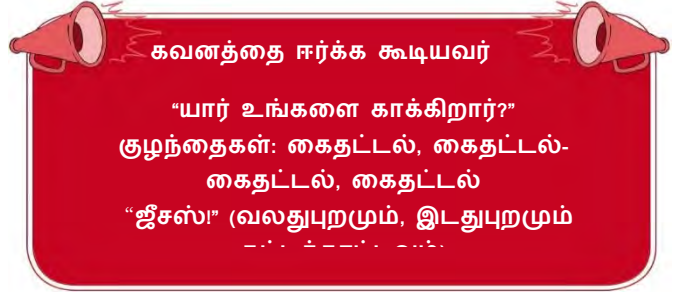 கவனத்தை ஈர்க்க கூடியவர்
“யார் உங்களை காக்கிறார்?”
குழந்தைகள்: கைதட்டல், கைதட்டல்-
கைதட்டல், கைதட்டல்
“ஜீசஸ்!” (வலதுபுறமும், இடதுபுறமும்